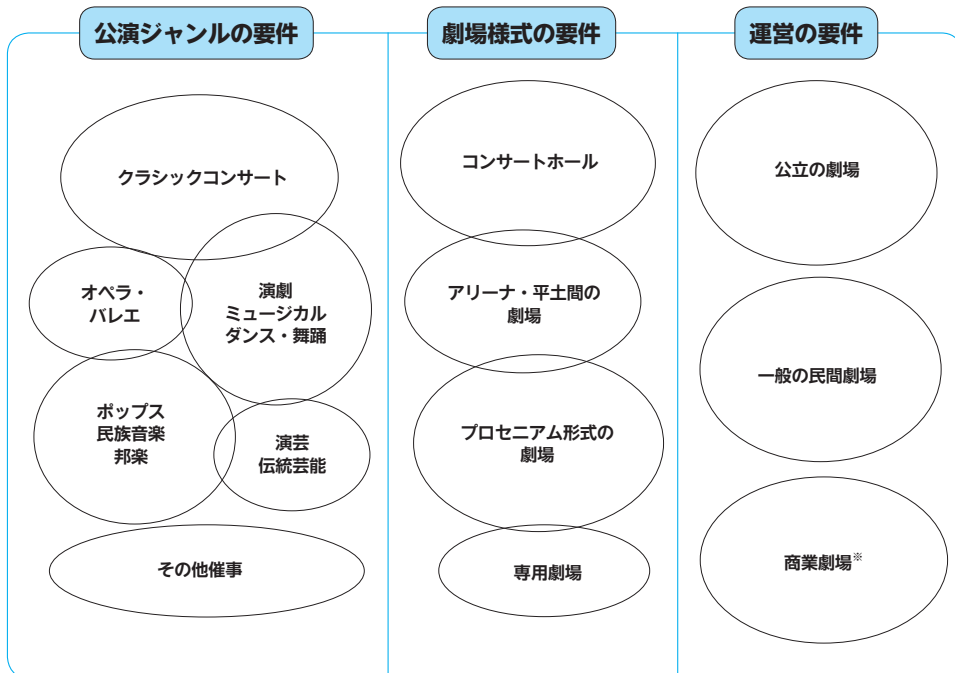 公演ジャンルの要件
クラシックコンサート
オペラ・
バレエ
演劇
ミュージカル
ダンス・舞踊
ポップス
民族音楽
邦楽
演芸
伝統芸能
その他催事
劇場様式の要件
コンサートホール
アリーナ・平土間の
劇場
プロセニアム形式の
劇場
専用劇場
運営の要件
公立の劇場
一般の民間劇場
商業劇場※